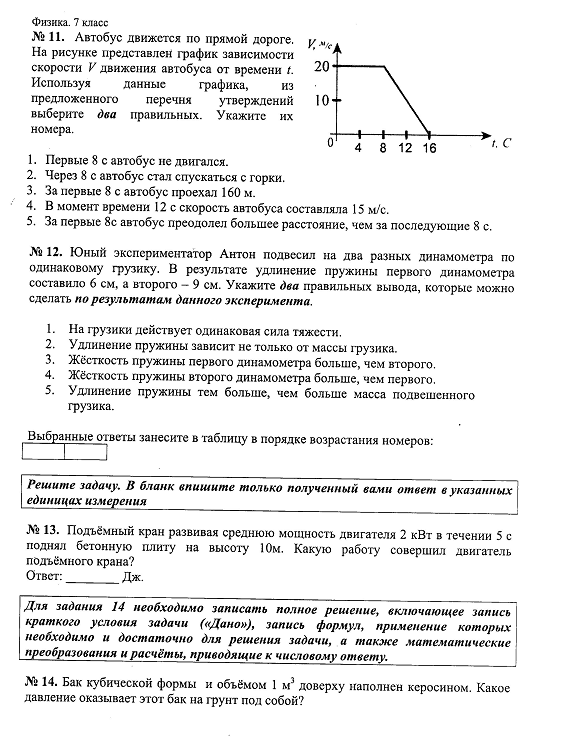 Физика. 7 класс
№ 11. Автобус движется по прямой дороге.
На рисунке представлен график зависимости
скорости V движения автобуса от времени t.
Используя данные графика, из
предложенного перечня утверждений
выберите два правильных. Укажите их
номера.
V, м/с
20
10
0
4 8 12 16
t, С
1. Первые 8 с автобус не двигался.
2. Через 8 с автобус стал спускаться с горки.
3. За первые 8 с автобус проехал 160 м.
4. В момент времени 12 с скорость автобуса составляла 15 м/с.
5. За первые 8с автобус преодолел большее расстояние, чем за последующие 8 с.
№ 12. Юный экспериментатор Антон подвесил на два разных динамометра по
одинаковому грузику. В результате удлинение пружины первого динамометра
составило 6 см, а второго – 9 см. Укажите два правильных вывода, которые можно
сделать по результатам данного эксперимента.
1. На грузики действует одинаковая сила тяжести.
2. Удлинение пружины зависит не только от массы грузика.
3. Жёсткость пружины первого динамометра больше, чем второго.
4. Жёсткость пружины второго динамометра больше, чем первого.
5. Удлинение пружины тем больше, чем больше масса подвешенного
грузика.
Выбранные ответы занесите в таблицу в порядке возрастания номеров:
Решите задачу. В бланк впишите только полученный вами ответ в указанных
единицах измерения
№ 13. Подъёмный кран развивая среднюю мощность двигателя 2 кВт в течении 5 с
поднял бетонную плиту на высоту 10м. Какую работу совершил двигатель
подъёмного крана?
Ответ: ________ Дж.
Для задания 14 необходимо записать полное решение, включающее запись
краткого условия задачи («Дано»), запись формул, применение которых
необходимо и достаточно для решения задачи, а также математические
преобразования и расчёты, приводящие к числовому ответу.
№ 14. Бак кубической формы и объёмом 1 м³ доверху наполнен керосином. Какое
давление оказывает этот бак на грунт под собой?